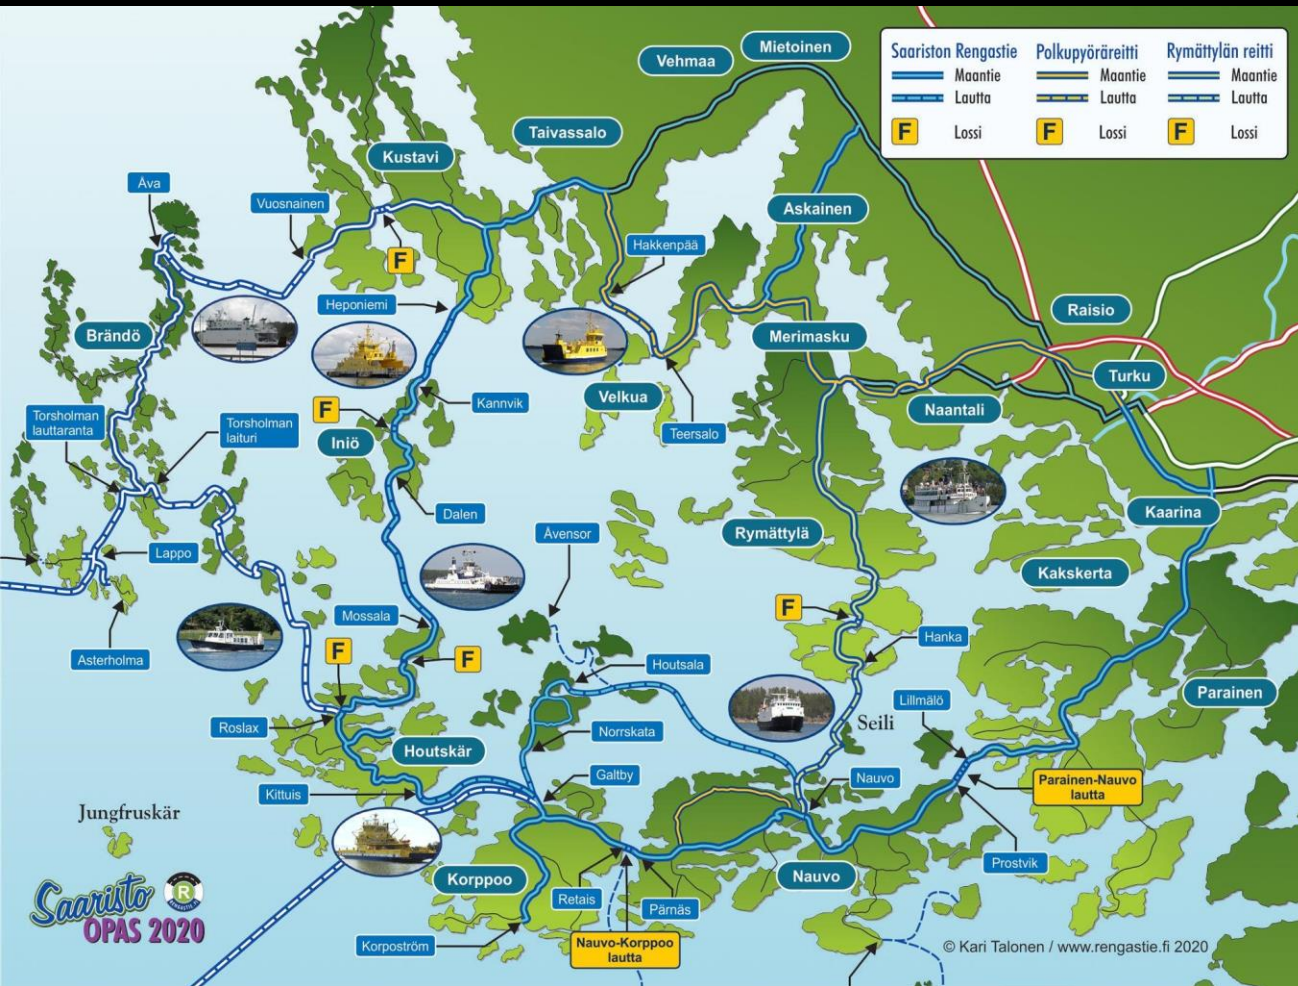 Saariston Rengastie
Polkupyöräreitti
Rymättylän reitti
Maantie
Maantie
Maantie
Lautta
Lautta
Lautta
F Lossi
F Lossi
F Lossi
Mietoinen
Vehmaa
Taivassalo
Kustavi
Åva
Vuosnainen
Askainen
Hakkenpää
F
Heponiemi
Raisio
Brändö
Merimasku
Turku
Kannvik
Velkua
Naantali
F
Torsholman
lauttaranta
Torsholman
laituri
Iniö
Teersalo
Dalen
Kaarina
Rymättylä
Ävensor
Lappo
Kakskerta
F
Mossala
Hanka
Asterholma
F
F
Houtsala
Parainen
Lillmälö
Seili
Roslax
Norrskata
Houtskär
Galtby
Nauvo
Parainen-Nauvo
lautta
Kittuis
Jungfruskär
Prostvik
Korppoo
Nauvo
Retais
Pärnäs
Saaristo
R
RENGASTIE.FI
OPAS 2020
Korpoström
Nauvo-Korppoo
lautta
© Kari Talonen / www.rengastie.fi 2020